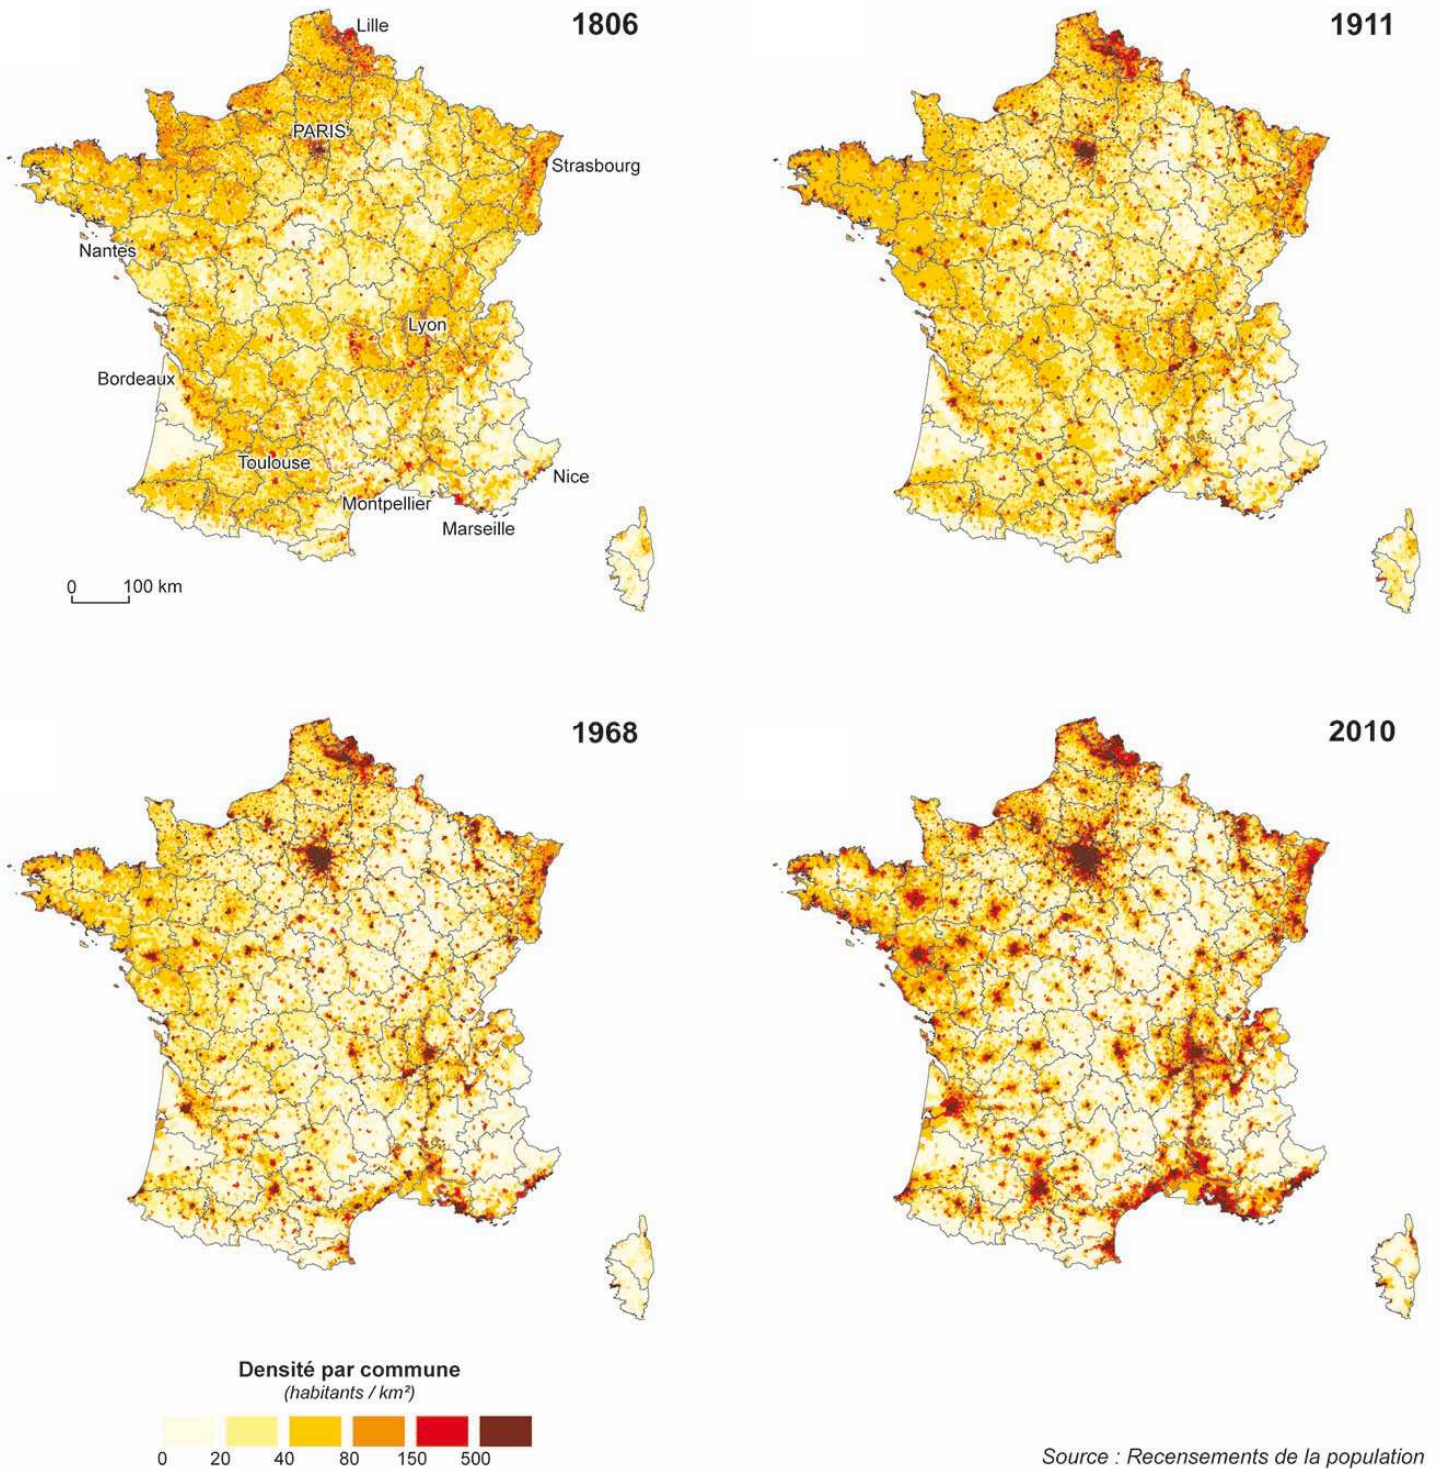 1806
1911
Lille
PARIS
Strasbourg
Nantes
Lyon
Bordeaux
Toulouse
Nice
Montpellier
Marseille
0 100 km
1968
2010
Densité par commune
(habitants / km²)
0 20 40 80 150 500
Source : Recensements de la population